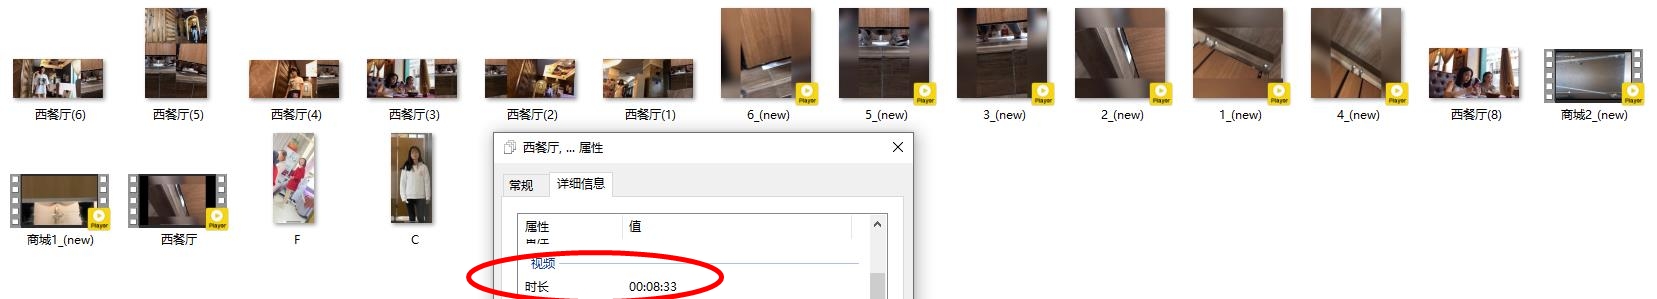 西餐厅(6)
西餐厅(5)
西餐厅(4)
西餐厅(3)
西餐厅(2)
西餐厅(1)
6_(new)
5_(new)
3_(new)
2_(new)
1_(new)
4_(new)
西餐厅(8)
商城2_(new)
Player
Player
Player
Player
Player
Player
Player
Player
商城1_(new)
西餐厅
F
C
西餐厅, ... 属性
常规
详细信息
属性
值
视频
时长
00:08:33